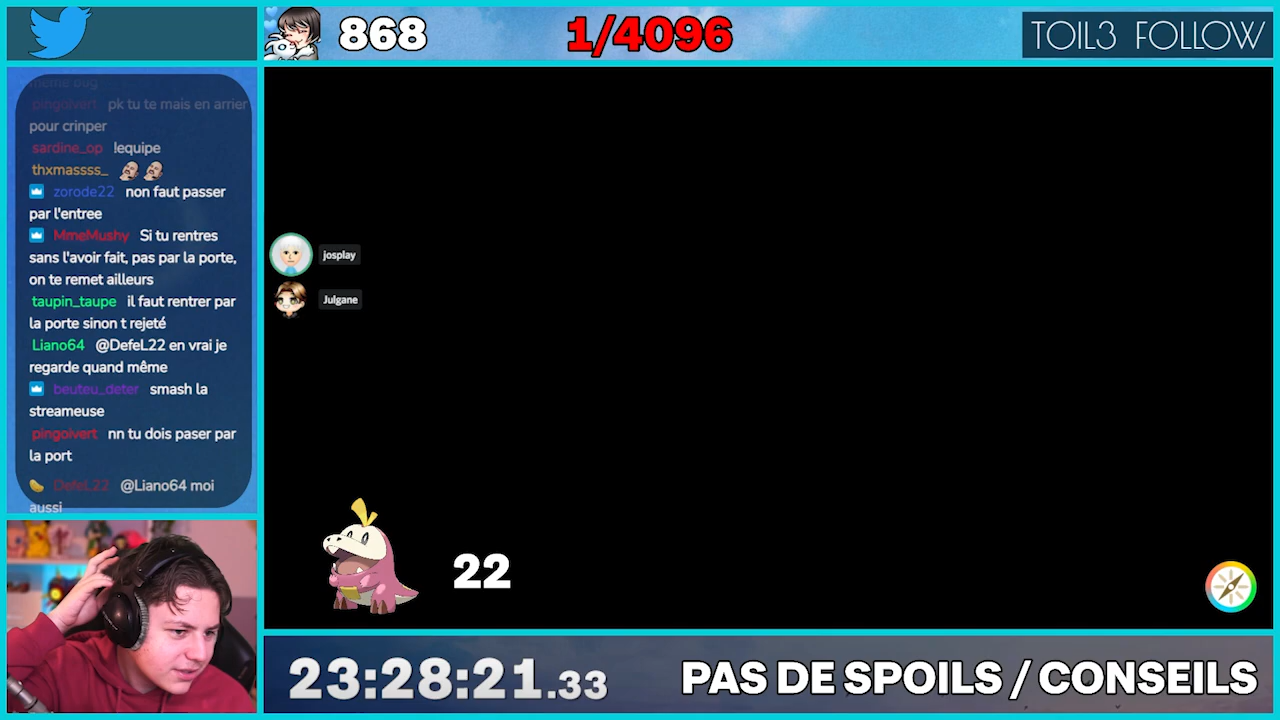 868
1/4096
TOIL3 FOLLOW
même bug
pingoivert pk tu te mais en arrier
pour crinper
sardine_op !equipe
thxmassss_
zorode22 non faut passer
par l'entree
MmeMushy Si tu rentres
sans l'avoir fait, pas par la porte,
on te remet ailleurs
taupin_taupe il faut rentrer par
la porte sinon t rejeté
Liano64 @DefeL22 en vrai je
regarde quand même
beuteu_deter smash la
streameuse
pingoivert nn tu dois paser par
la port
DefeL22 @Liano64 moi
aussi
josplay
Julgane
22
23:28:21.33
PAS DE SPOILS / CONSEILS